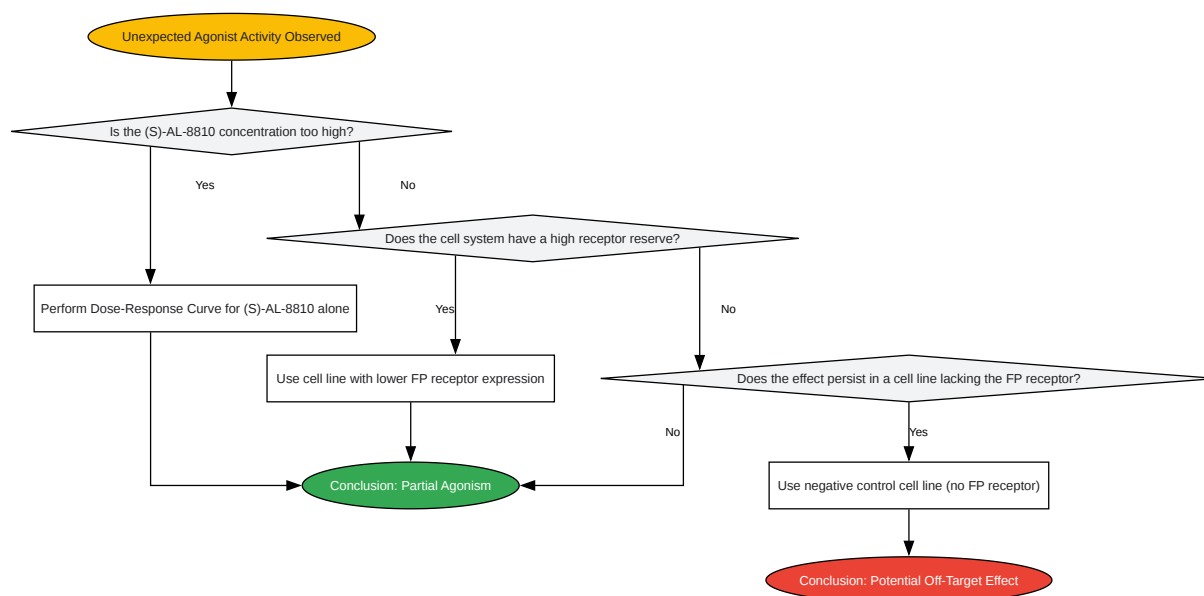 Unexpected Agonist Activity Observed
Is the (S)-AL-8810 concentration too high?
Yes
No
Does the cell system have a high receptor reserve?
Perform Dose-Response Curve for (S)-AL-8810 alone
Yes
No
Use cell line with lower FP receptor expression
Does the effect persist in a cell line lacking the FP receptor?
No
Yes
Conclusion: Partial Agonism
Use negative control cell line (no FP receptor)
Conclusion: Potential Off-Target Effect